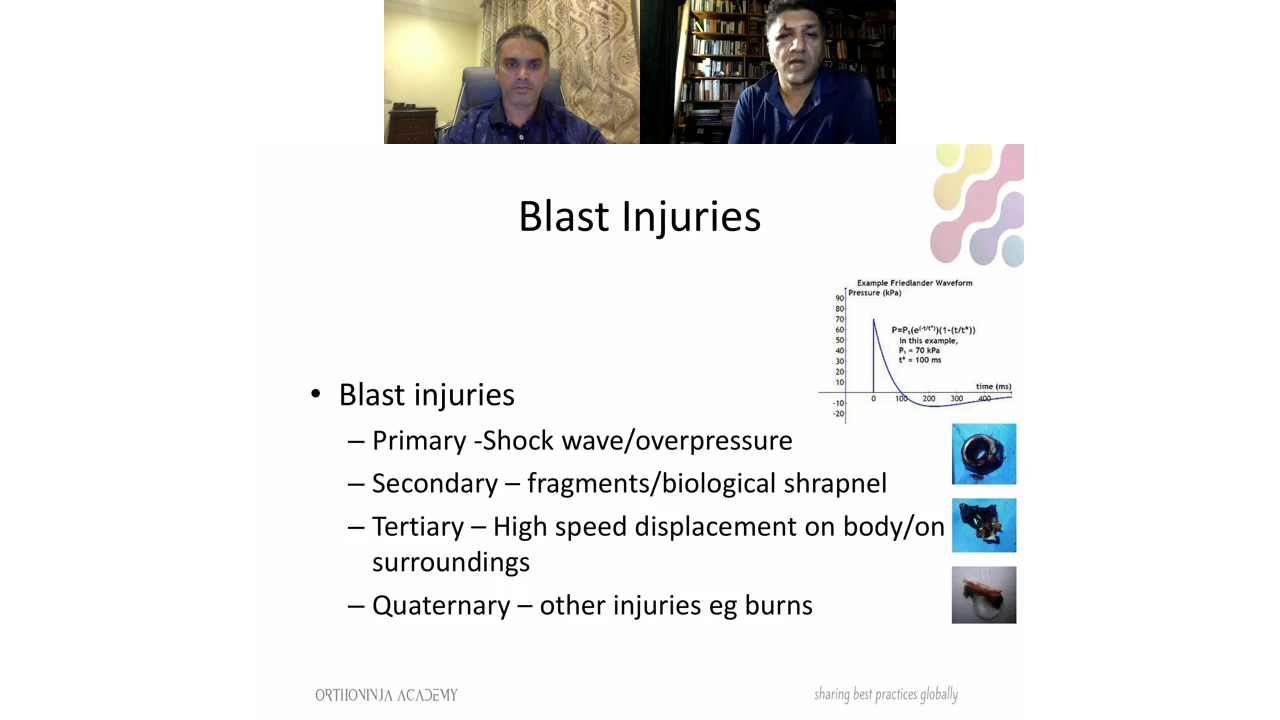 Blast Injuries
Example Friedlander Waveform
Pressure (kPa)
90
80
70
60
50
40
30
20
10
-10
-20
P=P₁(e^(-t/t*))(1-(t/t*))
In this example,
P₁ = 70 kPa
t* = 100 ms
time (ms)
0 100 200 300 400
• Blast injuries
– Primary -Shock wave/overpressure
– Secondary – fragments/biological shrapnel
– Tertiary – High speed displacement on body/on
surroundings
– Quaternary – other injuries eg burns
ORTHONINJA ACADEMY
sharing best practices globally